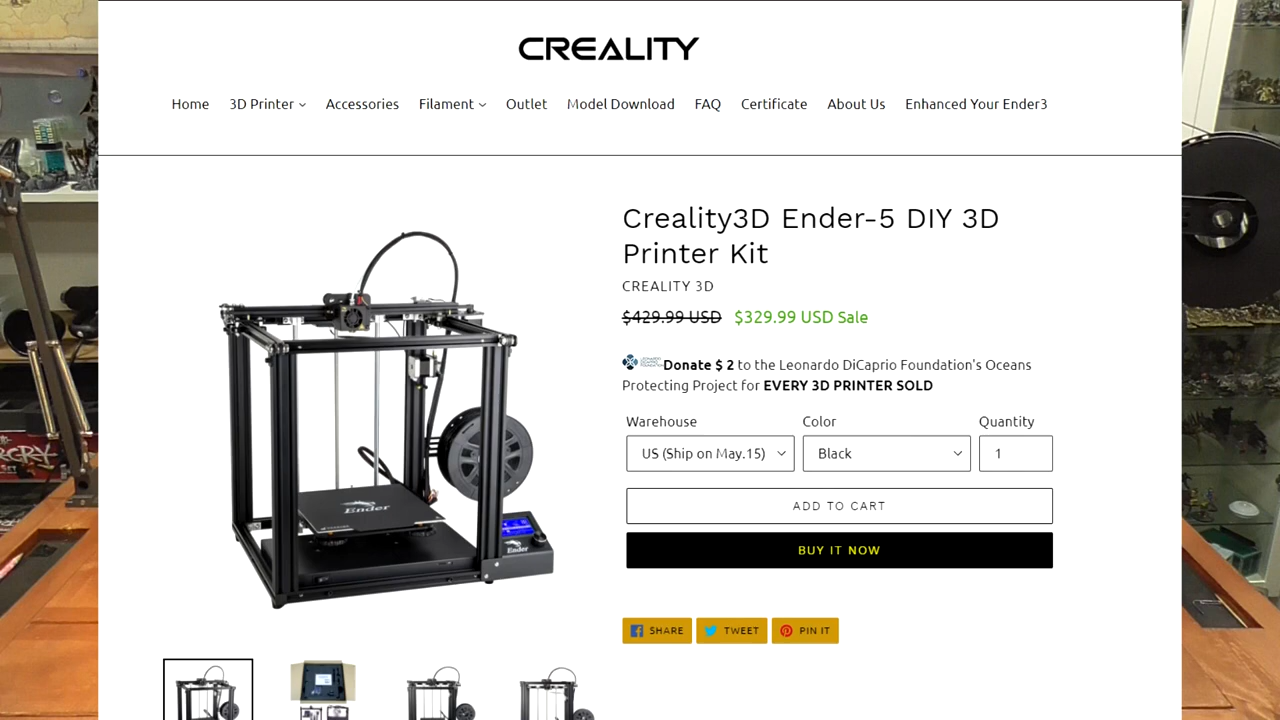 CREALITY
Home 3D Printer Accessories Filament Outlet Model Download FAQ Certificate About Us Enhanced Your Ender3
Creality3D Ender-5 DIY 3D
Printer Kit
CREALITY 3D
$429.99 USD $329.99 USD Sale
Donate $ 2 to the Leonardo DiCaprio Foundation's Oceans
Protecting Project for EVERY 3D PRINTER SOLD
Warehouse Color Quantity
US (Ship on May.15) Black 1
ADD TO CART
BUY IT NOW
SHARE TWEET PIN IT
Ender
Ender